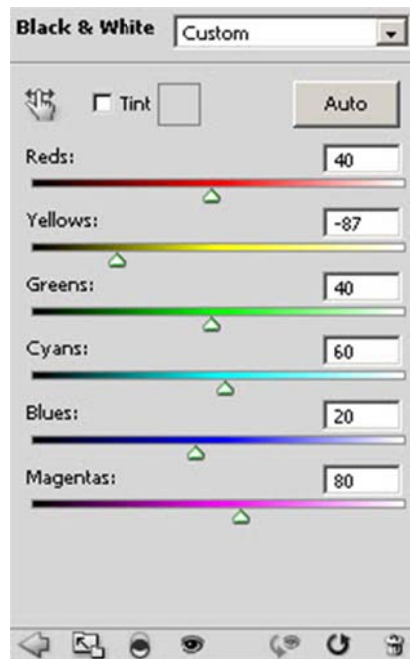 Black & White Custom
Tint Auto
Reds: 40
Yellows: -87
Greens: 40
Cyans: 60
Blues: 20
Magentas: 80